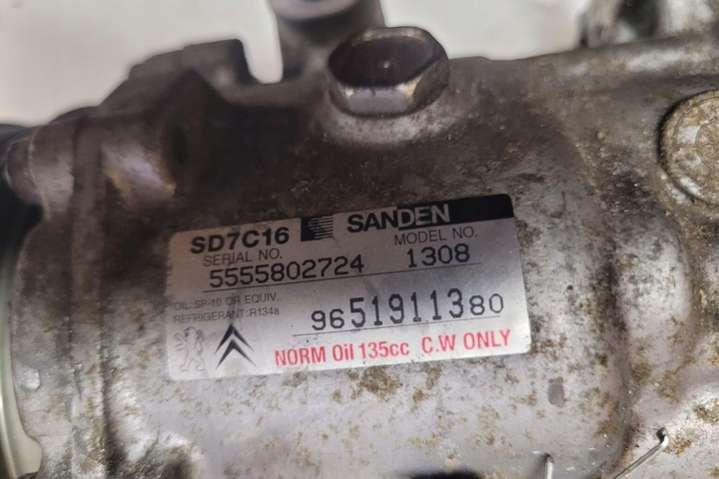 SD7C16 SANDEN
SERIAL NO. MODEL NO.
5555802724 1308
OIL: SP-10 OR EQUIV.
REFRIGERANT: R134a
9651911380
NORM Oil 135cc C.W ONLY